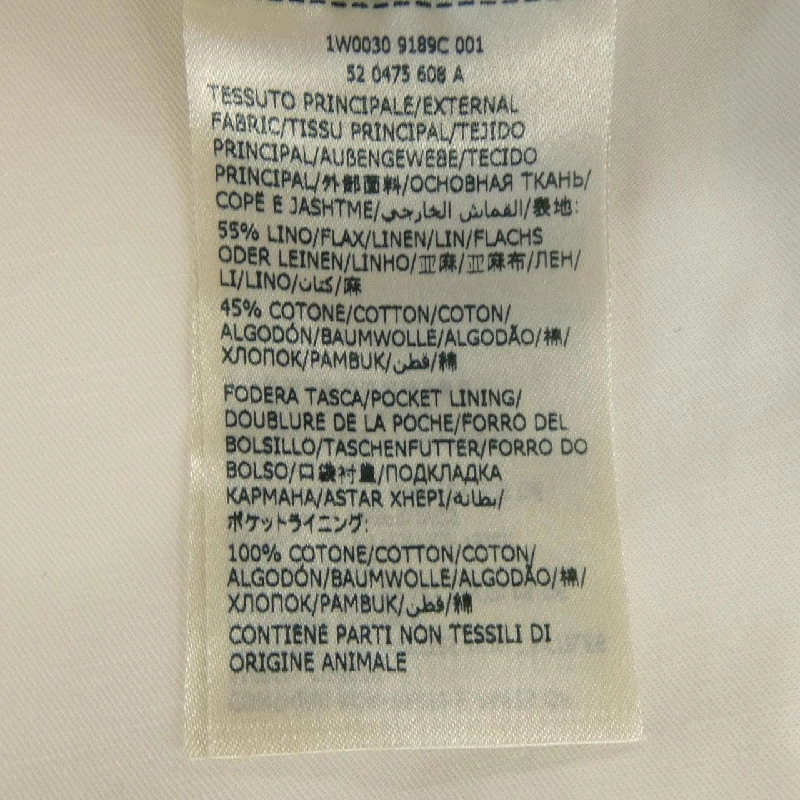 1W0030 9189C 001
52 0475 608 A
TESSUTO PRINCIPALE/EXTERNAL
FABRIC/TISSU PRINCIPAL/TEJIDO
PRINCIPAL/AUßENGEWEBE/TECIDO
PRINCIPAL/外部面料/ОСНОВНАЯ ТКАНЬ/
COPË E JASHTME/القماش الخارجي/表地:
55% LINO/FLAX/LINEN/LIN/FLACHS
ODER LEINEN/LINHO/亚麻/亚麻布/ЛЕН/
LI/LINO/كتان/麻
45% COTONE/COTTON/COTON/
ALGODÓN/BAUMWOLLE/ALGODÃO/棉/
ХЛОПОК/PAMBUK/قطن/綿
FODERA TASCA/POCKET LINING/
DOUBLURE DE LA POCHE/FORRO DEL
BOLSILLO/TASCHENFUTTER/FORRO DO
BOLSO/口袋衬里/ПОДКЛАДКА
КАРМАНА/ASTAR XHEPI/بطانة/
ポケットライニング:
100% COTONE/COTTON/COTON/
ALGODÓN/BAUMWOLLE/ALGODÃO/棉/
ХЛОПОК/PAMBUK/قطن/綿
CONTIENE PARTI NON TESSILI DI
ORIGINE ANIMALE